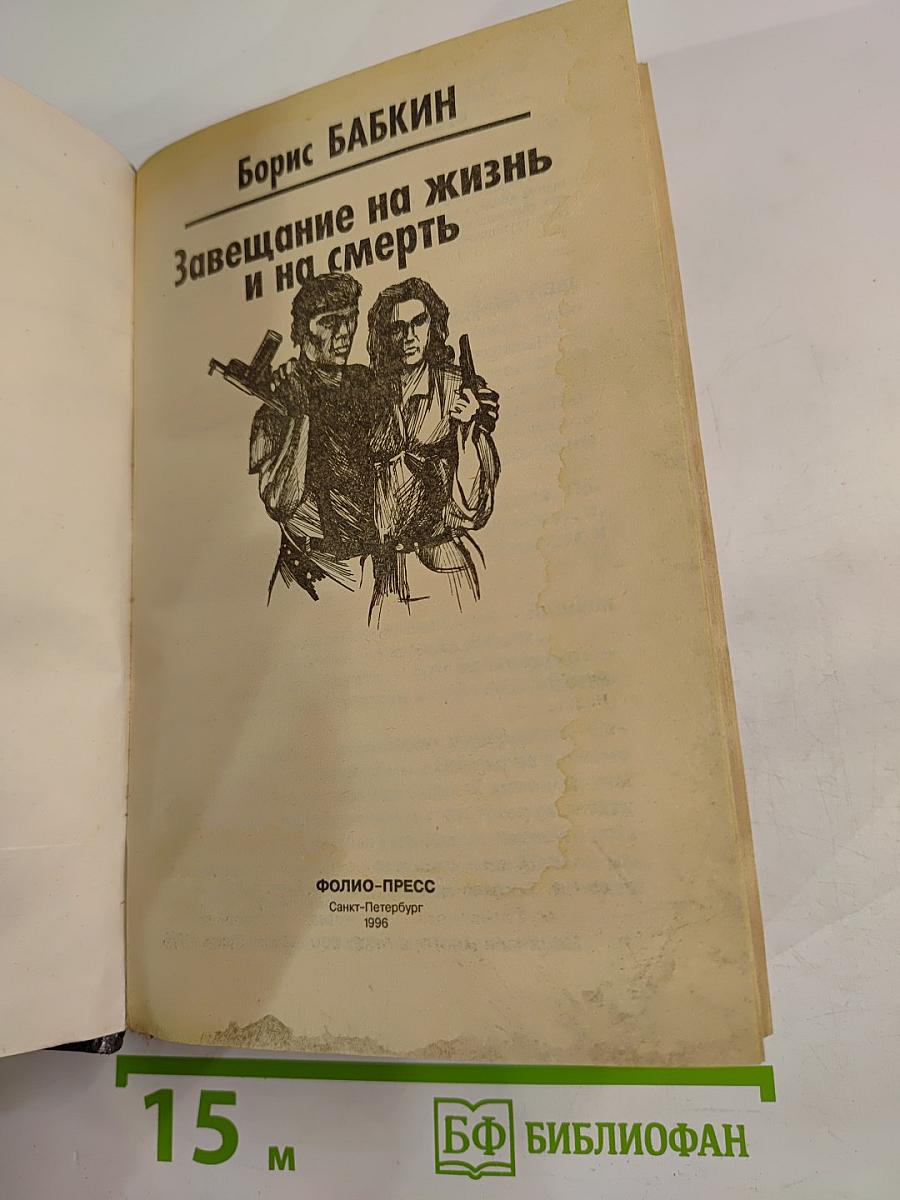 Борис БАБКИН
Завещание на жизнь
и на смерть
ФОЛИО-ПРЕСС
Санкт-Петербург
1996
15 м
БФ БИБЛИОФАН